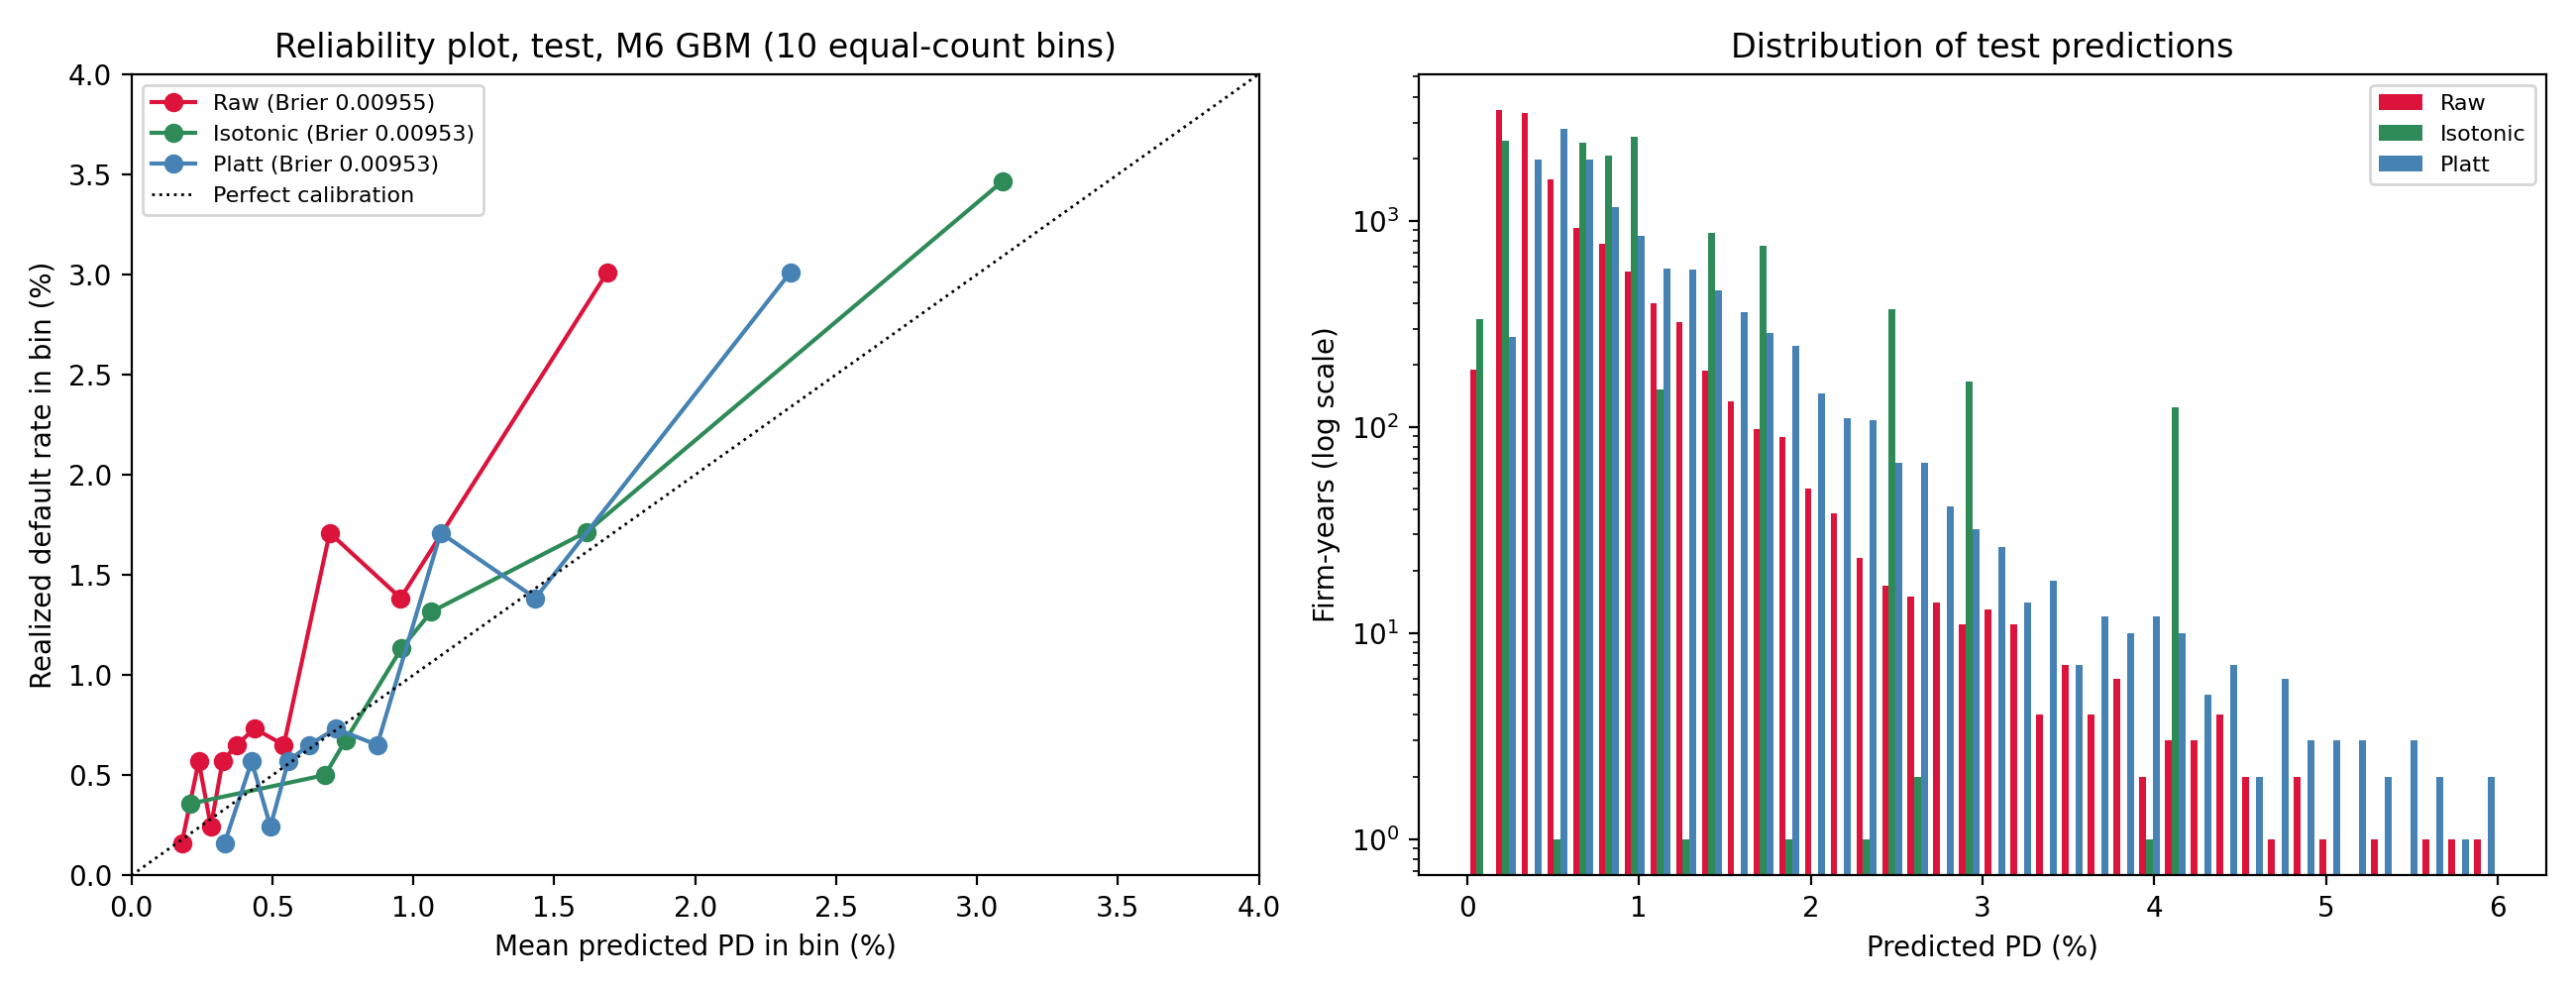 Reliability plot, test, M6 GBM (10 equal-count bins)
Raw (Brier 0.00955)
Isotonic (Brier 0.00953)
Platt (Brier 0.00953)
Perfect calibration
Realized default rate in bin (%)
4.0
3.5
3.0
2.5
2.0
1.5
1.0
0.5
0.0
0.0 0.5 1.0 1.5 2.0 2.5 3.0 3.5 4.0
Mean predicted PD in bin (%)
Distribution of test predictions
Raw
Isotonic
Platt
Firm-years (log scale)
10³
10²
10¹
10⁰
0 1 2 3 4 5 6
Predicted PD (%)